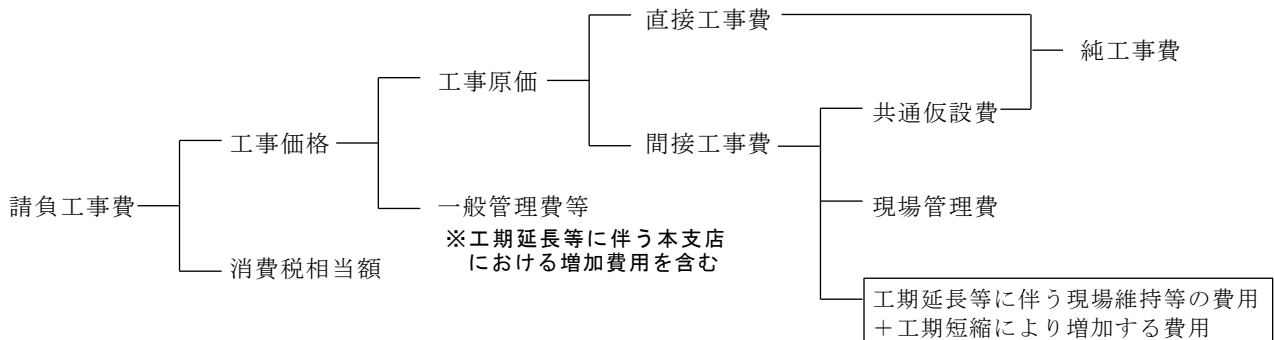 直接工事費
純工事費
工事原価
共通仮設費
工事価格
間接工事費
請負工事費
一般管理費等
現場管理費
※工期延長等に伴う本支店
における増加費用を含む
消費税相当額
工期延長等に伴う現場維持等の費用
＋工期短縮により増加する費用